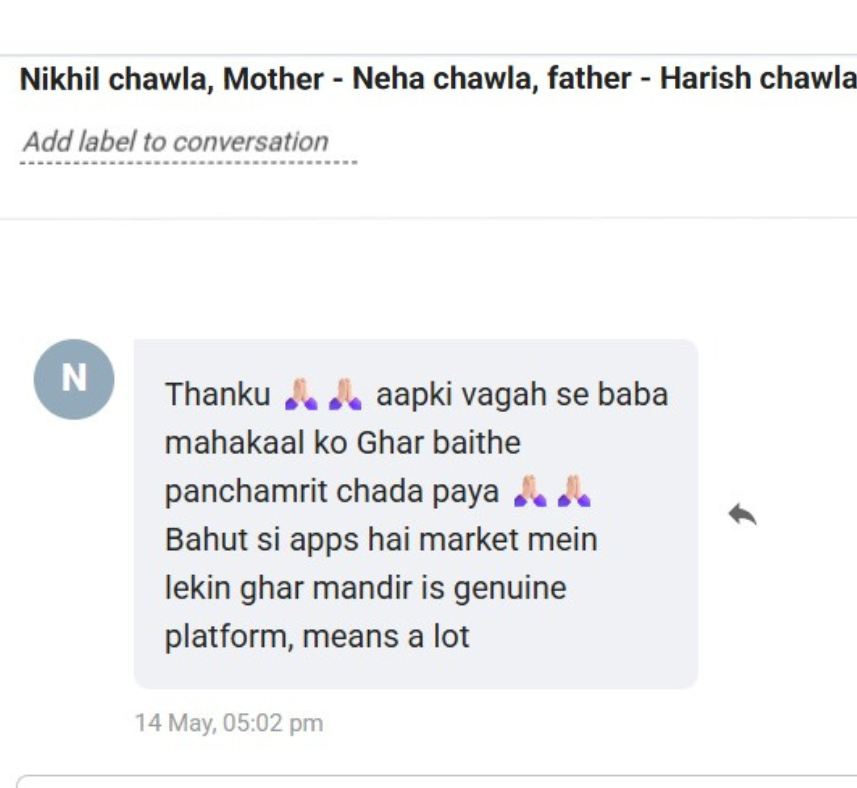 Nikhil chawla, Mother - Neha chawla, father - Harish chawla
Add label to conversation
N
Thanku 🙏🏻🙏🏻 aapki vagah se baba
mahakaal ko Ghar baithe
panchamrit chada paya 🙏🏻🙏🏻
Bahut si apps hai market mein
lekin ghar mandir is genuine
platform, means a lot
14 May, 05:02 pm